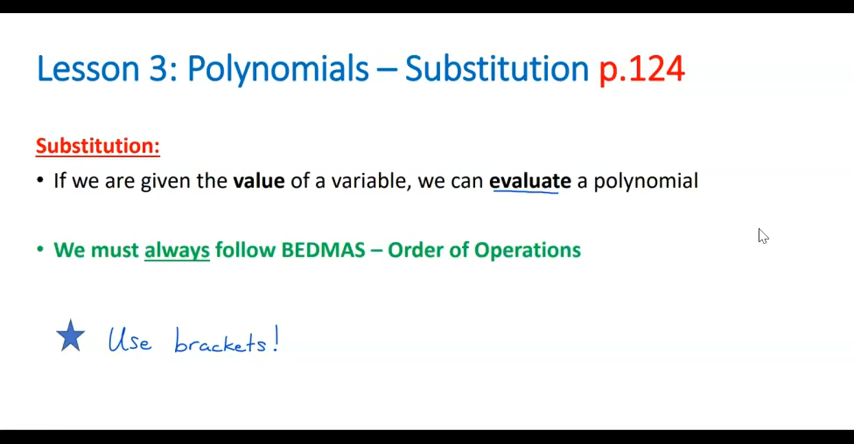 Lesson 3: Polynomials – Substitution p.124
Substitution:
• If we are given the value of a variable, we can evaluate a polynomial
• We must always follow BEDMAS – Order of Operations
★ Use brackets!